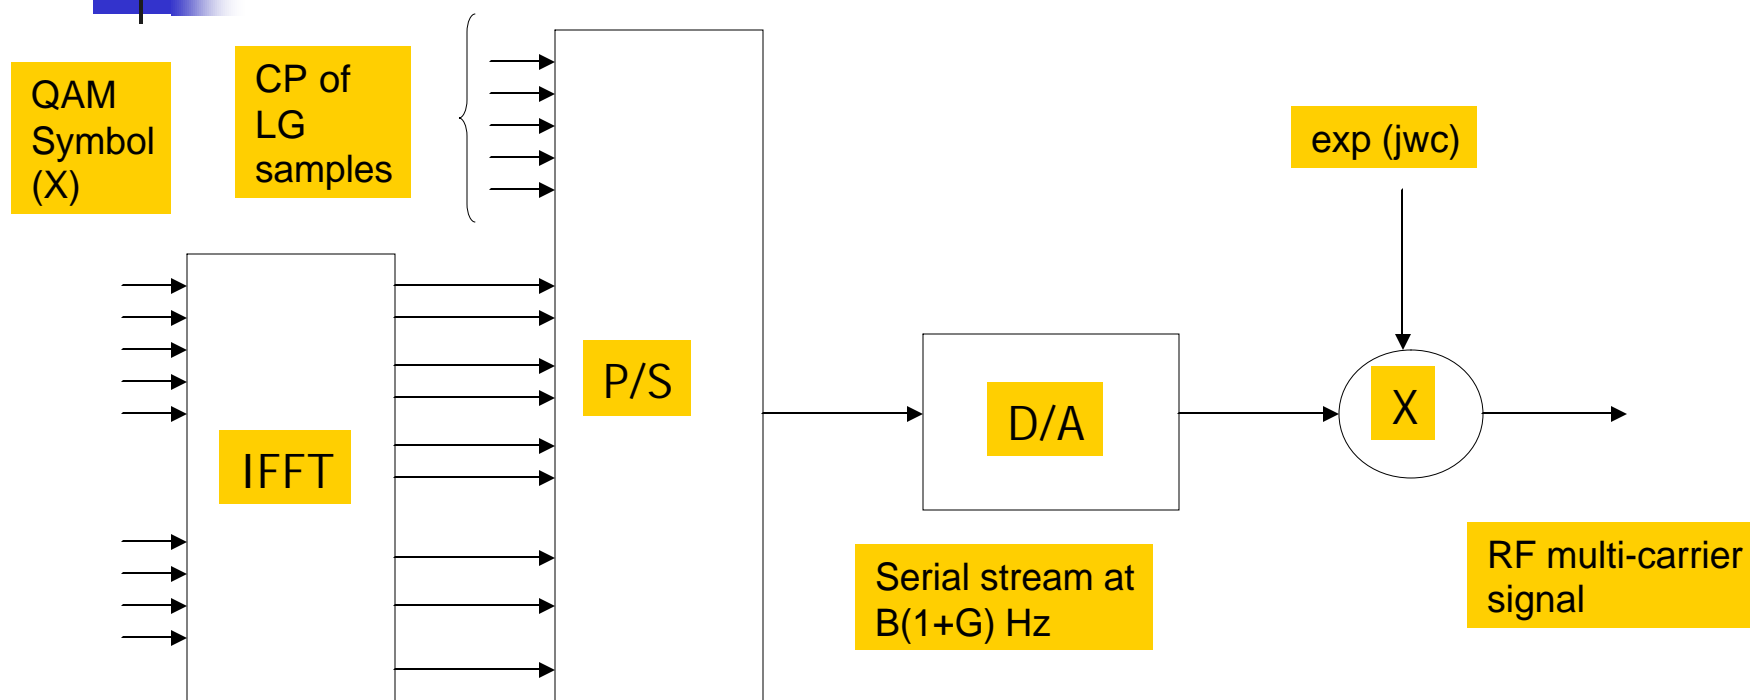 QAM
Symbol
(X)
CP of
LG
samples
exp (jwc)
IFFT
P/S
D/A
X
Serial stream at
B(1+G) Hz
RF multi-carrier
signal